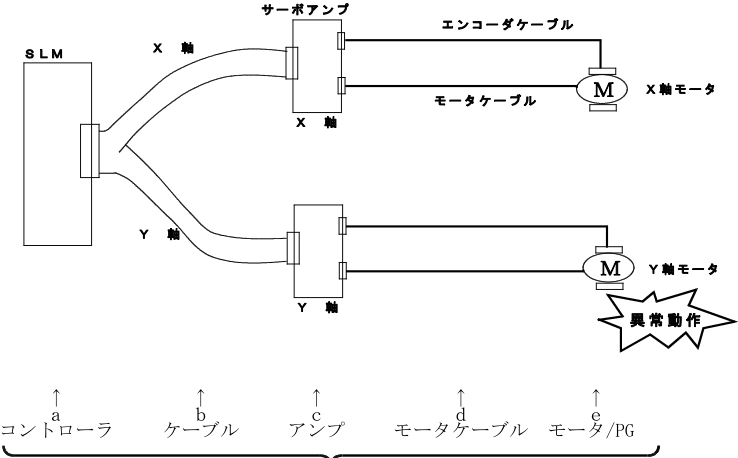 サーボアンプ
エンコーダケーブル
SLM
X 軸
M
X軸モータ
モータケーブル
X 軸
Y 軸
M
Y軸モータ
Y 軸
異常動作
↑ ↑ ↑ ↑ ↑
a b c d e
コントローラ ケーブル アンプ モータケーブル モータ/PG